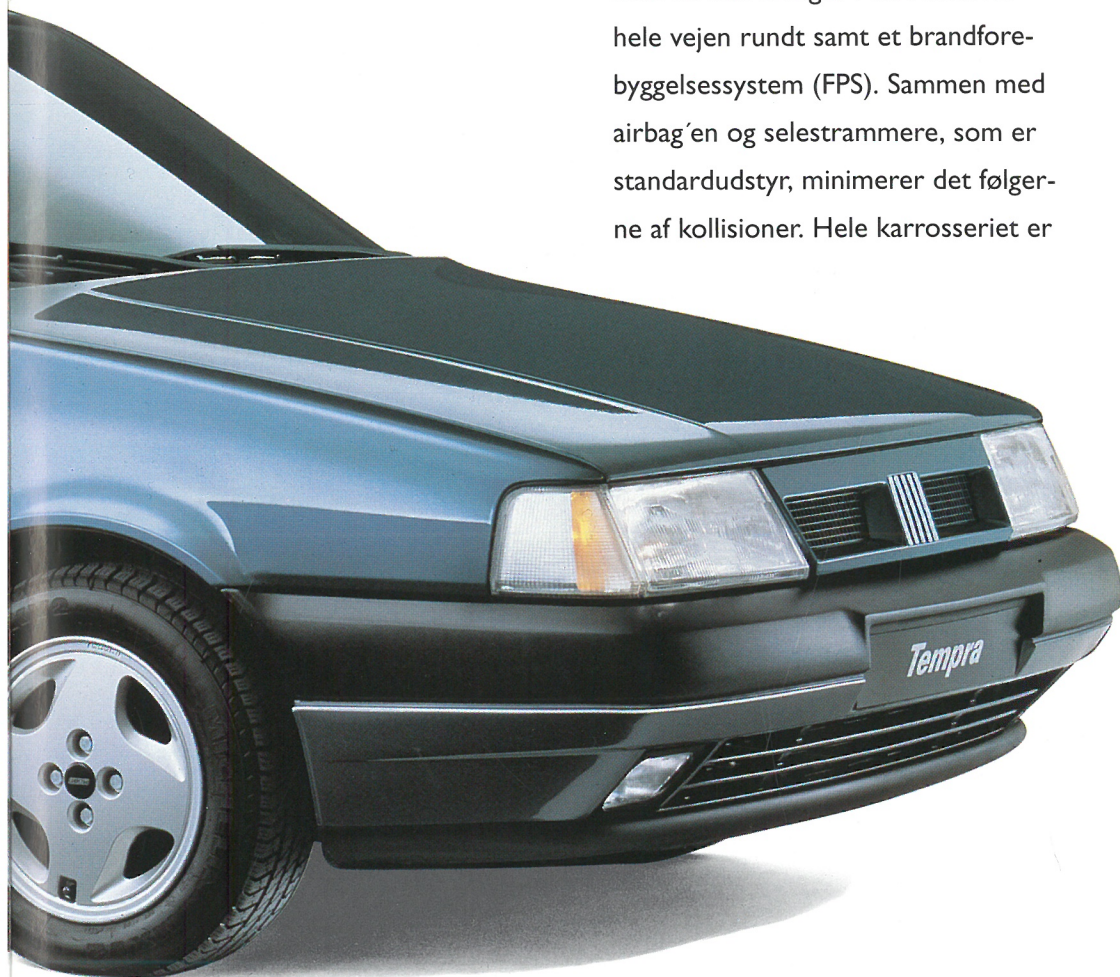 hele vejen rundt samt et brandfore-
byggelsessystem (FPS). Sammen med
airbag´en og selestrammere, som er
standardudstyr, minimerer det følger-
ne af kollisioner. Hele karrosseriet er
Tempra